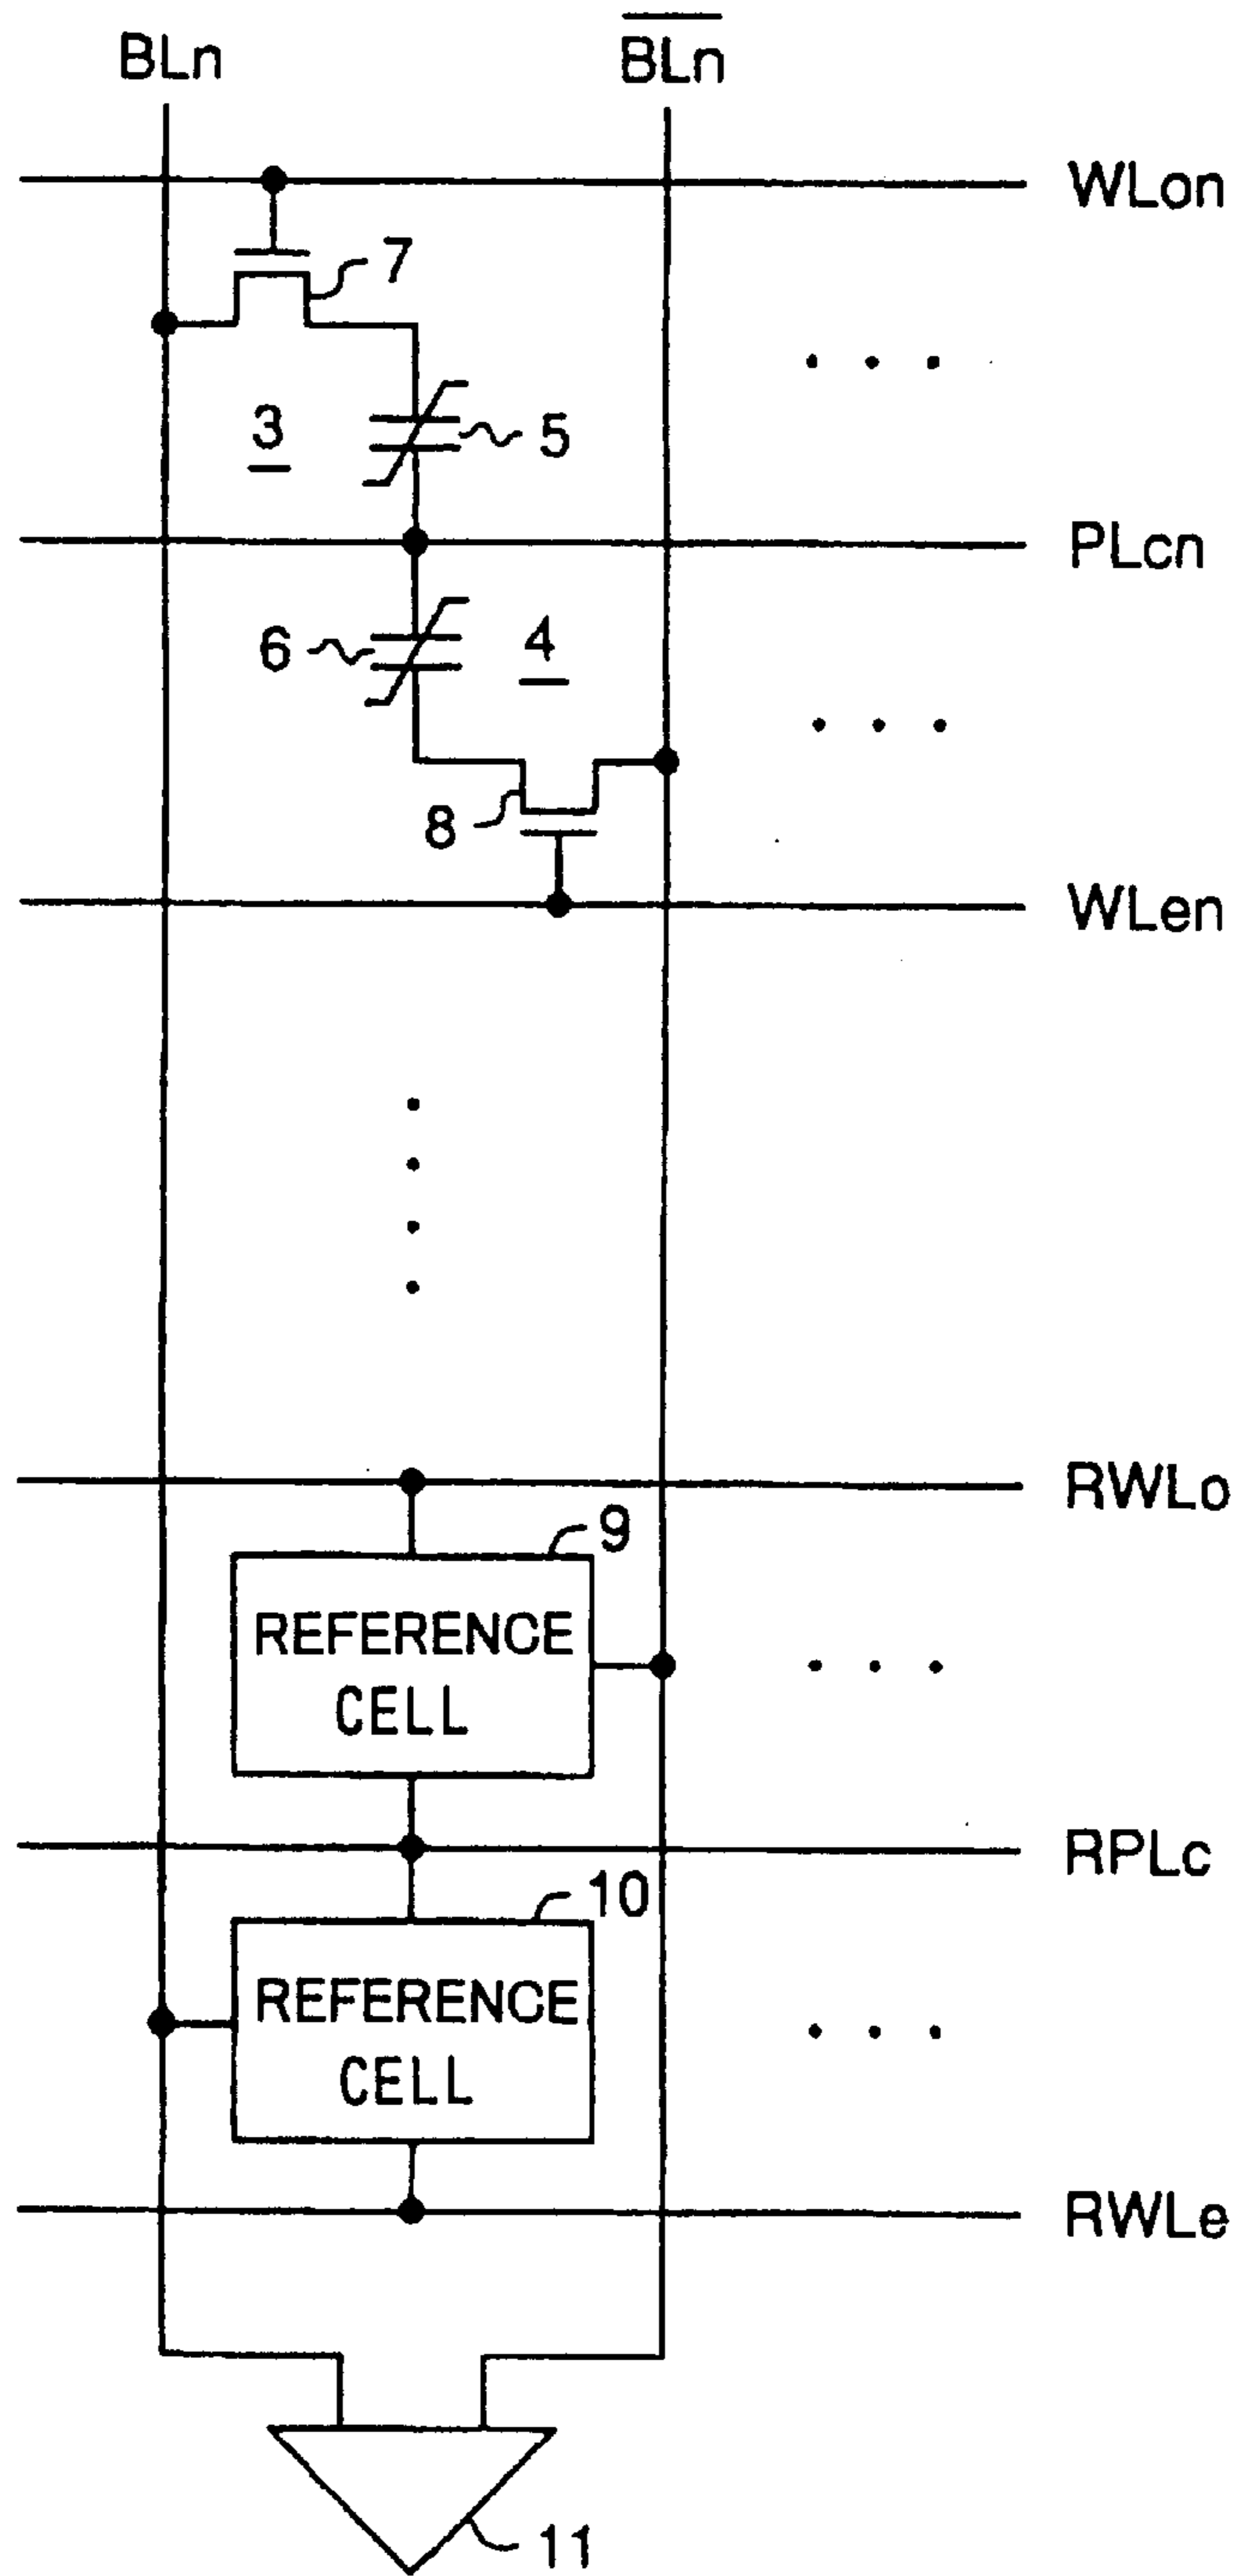 BLn
B̅L̅n̅
WLon
7
3
5
PLcn
6
4
8
WLen
RWLo
9
REFERENCE
CELL
RPLc
10
REFERENCE
CELL
RWLe
11